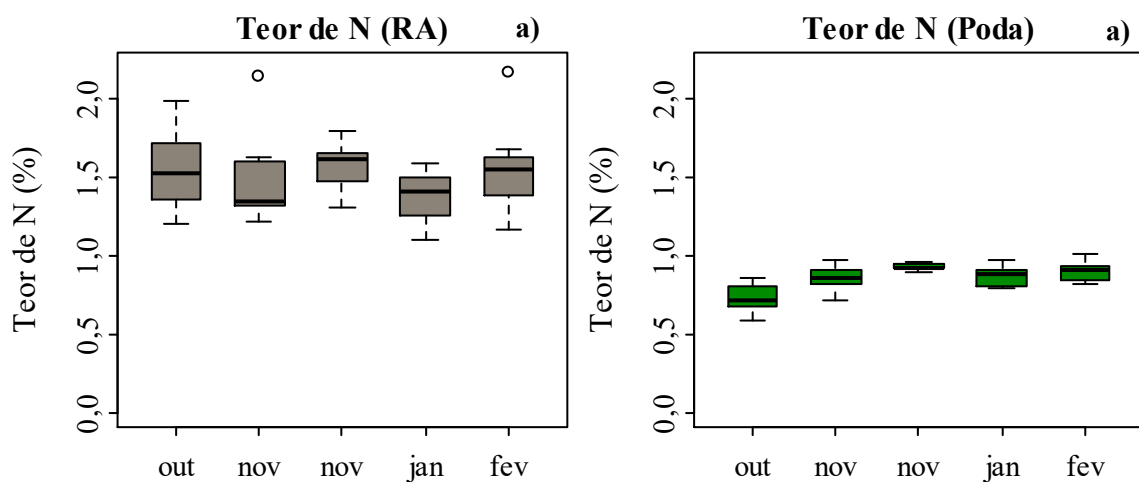 Teor de N (RA) a)
Teor de N (%)
2,0
1,5
1,0
0,5
0,0
out nov nov jan fev
Teor de N (Poda) a)
Teor de N (%)
2,0
1,5
1,0
0,5
0,0
out nov nov jan fev